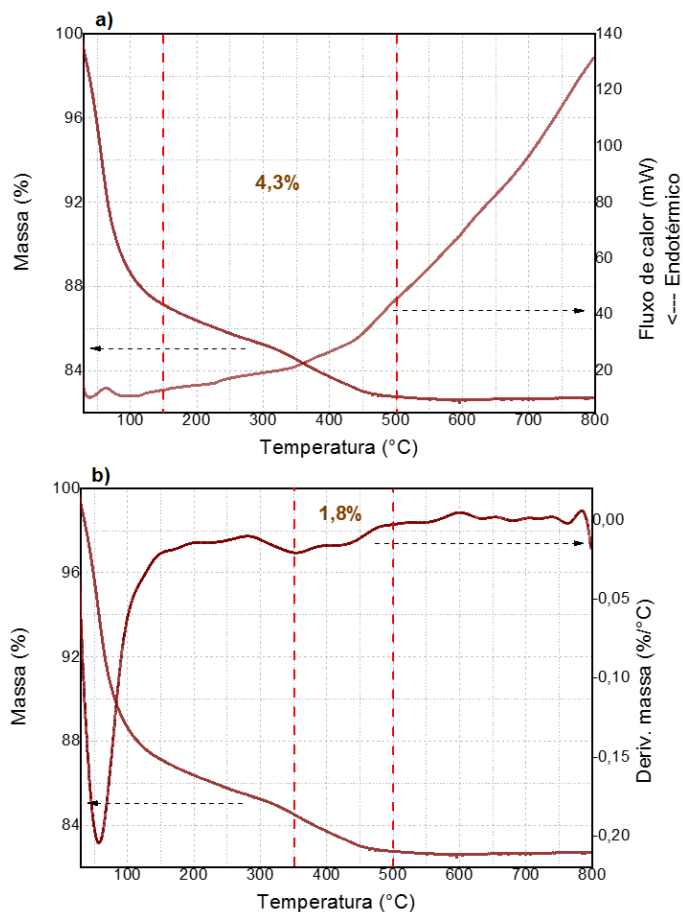 a)
100
96
92
88
84
Massa (%)
4,3%
140
120
100
80
60
40
20
0
Fluxo de calor (mW)
<--- Endotérmico
100 200 300 400 500 600 700 800
Temperatura (°C)
b)
100
96
92
88
84
Massa (%)
1,8%
0,00
-0,05
-0,10
-0,15
-0,20
Deriv. massa (%/°C)
100 200 300 400 500 600 700 800
Temperatura (°C)